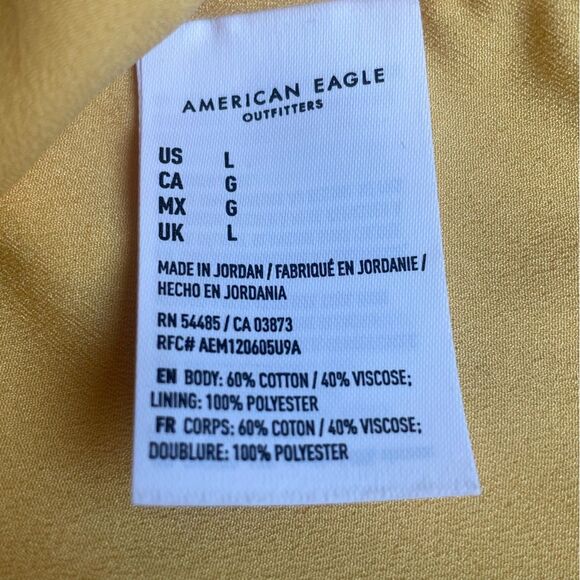 AMERICAN EAGLE
OUTFITTERS
US L
CA G
MX G
UK L
MADE IN JORDAN / FABRIQUÉ EN JORDANIE /
HECHO EN JORDANIA
RN 54485 / CA 03873
RFC# AEM120605U9A
EN BODY: 60% COTTON / 40% VISCOSE;
LINING: 100% POLYESTER
FR CORPS: 60% COTON / 40% VISCOSE;
DOUBLURE: 100% POLYESTER